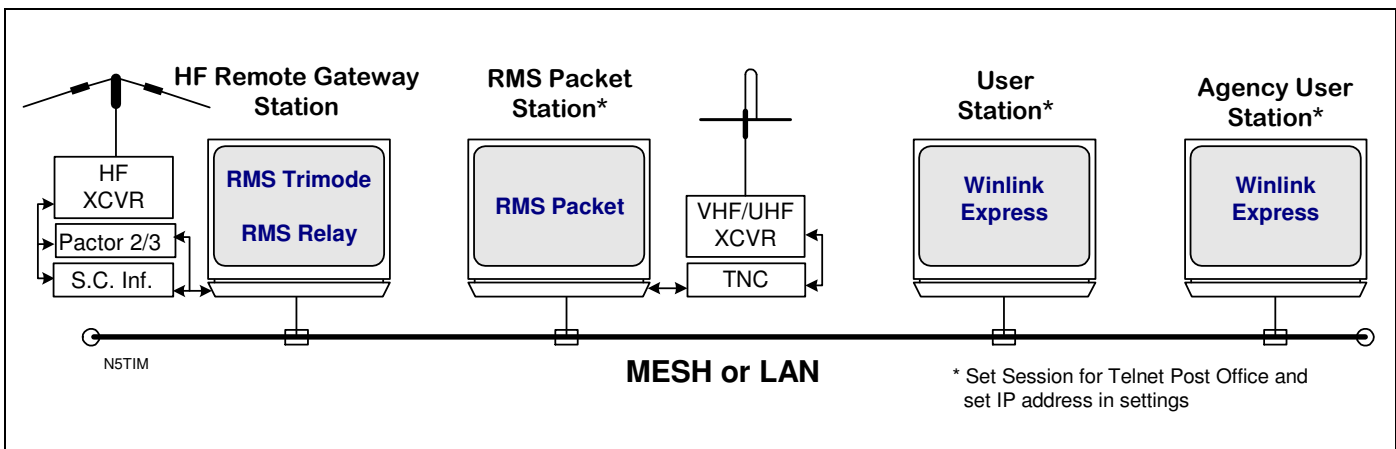 HF Remote Gateway
Station
RMS Packet
Station*
User
Station*
Agency User
Station*
HF
XCVR
Pactor 2/3
S.C. Inf.
RMS Trimode
RMS Relay
RMS Packet
VHF/UHF
XCVR
TNC
Winlink
Express
Winlink
Express
N5TIM
MESH or LAN
* Set Session for Telnet Post Office and
set IP address in settings